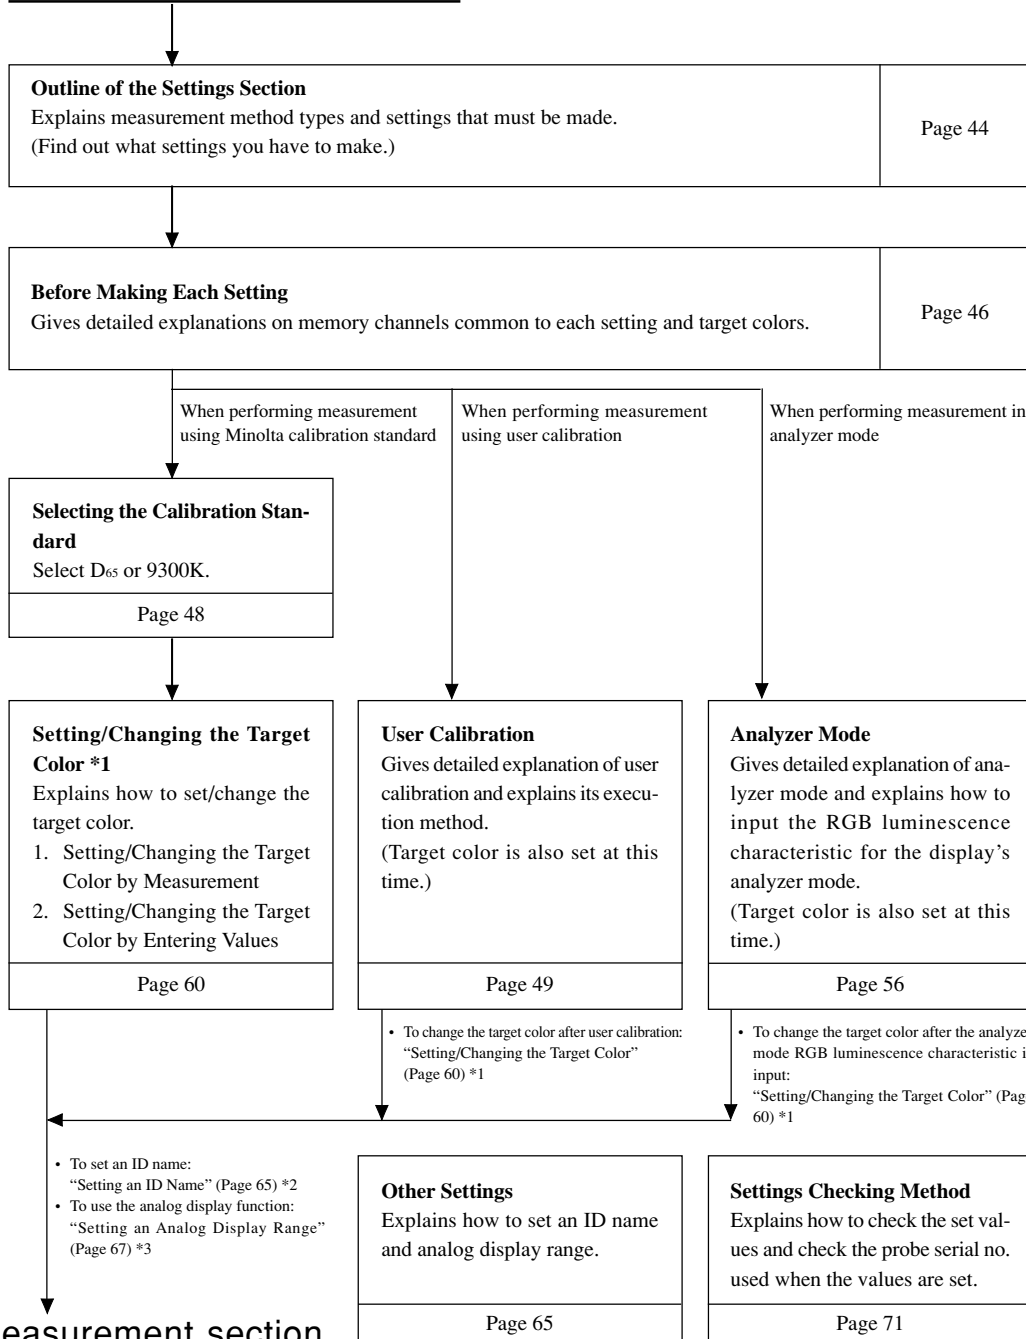 Outline of the Settings Section
Explains measurement method types and settings that must be made.
(Find out what settings you have to make.)
Page 44
Before Making Each Setting
Gives detailed explanations on memory channels common to each setting and target colors.
Page 46
When performing measurement
using Minolta calibration standard
When performing measurement
using user calibration
When performing measurement in
analyzer mode
Selecting the Calibration Stan-
dard
Select D65 or 9300K.
Page 48
Setting/Changing the Target
Color *1
Explains how to set/change the
target color.
1. Setting/Changing the Target
Color by Measurement
2. Setting/Changing the Target
Color by Entering Values
Page 60
User Calibration
Gives detailed explanation of user
calibration and explains its execu-
tion method.
(Target color is also set at this
time.)
Page 49
Analyzer Mode
Gives detailed explanation of ana-
lyzer mode and explains how to
input the RGB luminescence
characteristic for the display's
analyzer mode.
(Target color is also set at this
time.)
Page 56
• To change the target color after user calibration:
"Setting/Changing the Target Color"
(Page 60) *1
• To change the target color after the analyze
mode RGB luminescence characteristic i
input:
"Setting/Changing the Target Color" (Pag
60) *1
• To set an ID name:
"Setting an ID Name" (Page 65) *2
• To use the analog display function:
"Setting an Analog Display Range"
(Page 67) *3
Other Settings
Explains how to set an ID name
and analog display range.
Page 65
Settings Checking Method
Explains how to check the set val-
ues and check the probe serial no.
used when the values are set.
Page 71
easurement section